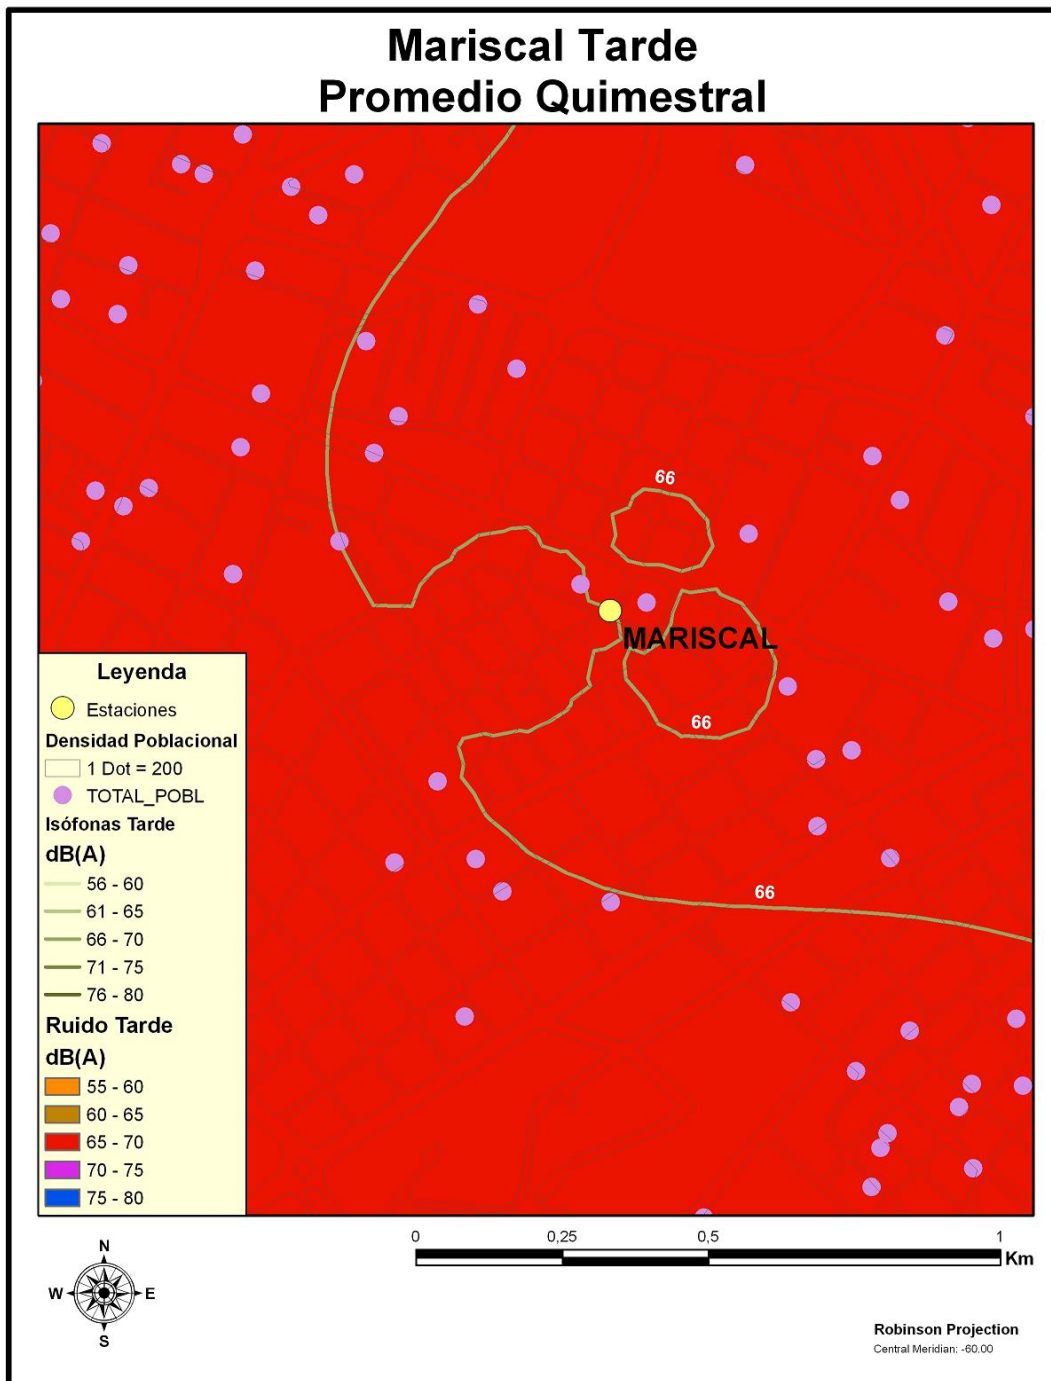 Mariscal Tarde
Promedio Quimestral
66
MARISCAL
66
66
Leyenda
Estaciones
Densidad Poblacional
1 Dot = 200
TOTAL_POBL
Isófonas Tarde
dB(A)
56 - 60
61 - 65
66 - 70
71 - 75
76 - 80
Ruido Tarde
dB(A)
55 - 60
60 - 65
65 - 70
70 - 75
75 - 80
0 0,25 0,5 1
Km
N
W E
S
Robinson Projection
Central Meridian: -60.00